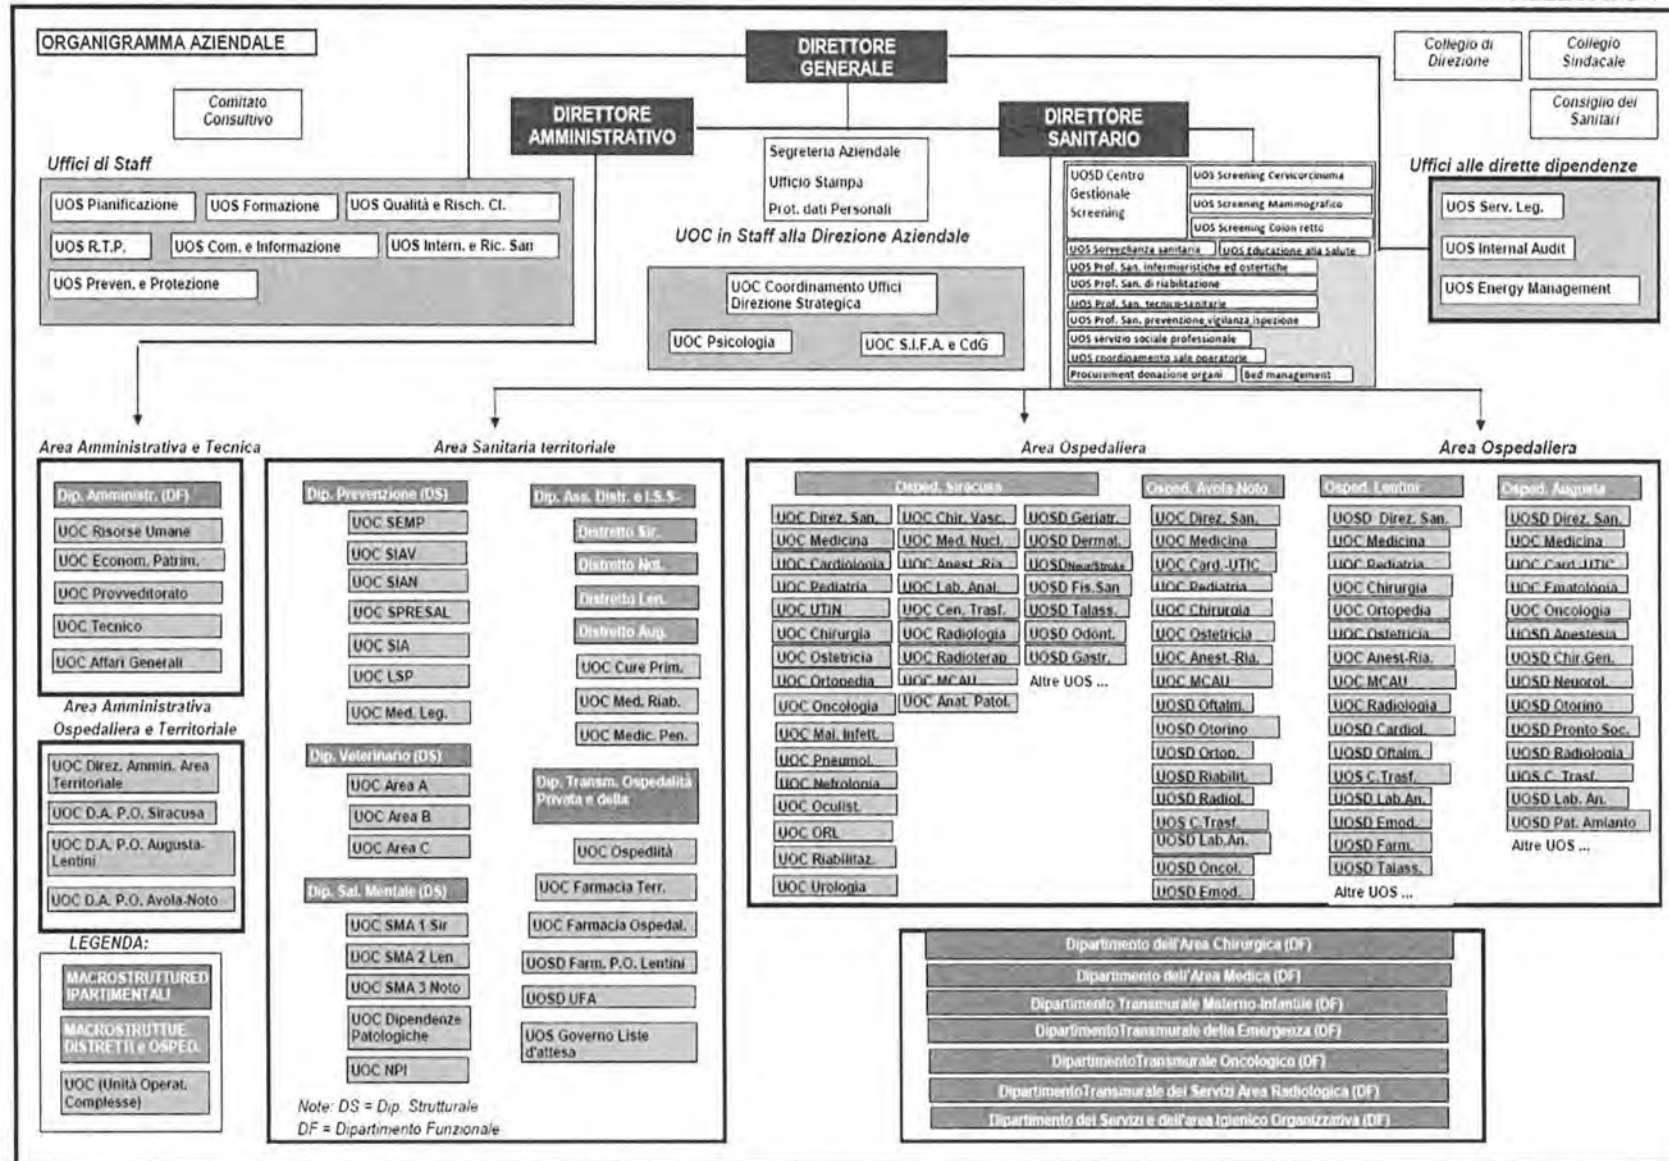 ORGANIGRAMMA AZIENDALE
DIRETTORE
GENERALE
Collegio di
Direzione
Collegio
Sindacale
Comitato
Consultivo
DIRETTORE
AMMINISTRATIVO
DIRETTORE
SANITARIO
Consiglio dei
Sanitari
Segreteria Aziendale
Ufficio Stampa
Prot. dati Personali
Uffici di Staff
UOS Pianificazione
UOS Formazione
UOS Qualità e Risch. Cl.
UOS R.T.P.
UOS Com. e Informazione
UOS Intern. e Ric. San
UOS Preven. e Protezione
UOC in Staff alla Direzione Aziendale
UOC Coordinamento Uffici
Direzione Strategica
UOC Psicologia
UOC S.I.F.A. e CdG
UOSD Centro
Gestionale
Screening
UOS Screening Cervicorcinuma
UOS Screening Mammografico
UOS Screening Colon retto
UOS Sorveglianza sanitaria
UOS Educazione alla Salute
UOS Prof. San. infermieristiche ed ostertiche
UOS Prof. San. di riabilitazione
UOS Prof. San. tecnico-sanitarie
UOS Prof. San. prevenzione vigilanza ispezione
UOS servizio sociale professionale
UOS coordinamento sale operatorie
Procurement donazione organi
bed management
Uffici alle dirette dipendenze
UOS Serv. Leg.
UOS Internal Audit
UOS Energy Management
Area Amministrativa e Tecnica
Dip. Amministr. (DF)
UOC Risorse Umane
UOC Econom. Patrim.
UOC Provveditorato
UOC Tecnico
UOC Affari Generali
Area Amministrativa
Ospedaliera e Territoriale
UOC Direz. Ammin. Area
Territoriale
UOC D.A. P.O. Siracusa
UOC D.A. P.O. Augusta-
Lentini
UOC D.A. P.O. Avola-Noto
LEGENDA:
MACROSTRUTTURED
IPARTIMENTALI
MACROSTRUTTUE
DISTRETTI e OSPED.
UOC (Unità Operat.
Complesse)
Area Sanitaria territoriale
Dip. Prevenzione (DS)
UOC SEMP
UOC SIAV
UOC SIAN
UOC SPRESAL
UOC SIA
UOC LSP
UOC Med. Leg.
Dip. Veterinario (DS)
UOC Area A
UOC Area B
UOC Area C
Dip. Sal. Mentale (DS)
UOC SMA 1 Sir
UOC SMA 2 Len
UOC SMA 3 Noto
UOC Dipendenze
Patologiche
UOC NPI
Note: DS = Dip. Strutturale
DF = Dipartimento Funzionale
Dip. Ass. Distr. e I.S.S-
Distretto Sir.
Distretto Not.
Distretto Len.
Distretto Aug.
UOC Cure Prim.
UOC Med. Riab.
UOC Medic. Pen.
Dip. Transm. Ospedalità
Privata e della
UOC Ospedlità
UOC Farmacia Terr.
UOC Farmacia Ospedal.
UOSD Farm. P.O. Lentini
UOSD UFA
UOS Governo Liste
d'attesa
Area Ospedaliera
Osped. Siracusa
UOC Direz. San.
UOC Medicina
UOC Cardiologia
UOC Pediatria
UOC UTIN
UOC Chirurgia
UOC Ostetricia
UOC Ortopedia
UOC Oncologia
UOC Mal. Infett.
UOC Pneumol.
UOC Nefrologia
UOC Oculist.
UOC ORL
UOC Riabilitaz.
UOC Urologia
UOC Chir. Vasc.
UOC Med. Nucl.
UOC Anest.-Ria.
UOC Lab. Anal.
UOC Cen. Trasf.
UOC Radiologia
UOC Radioterap
UOC MCAU
UOC Anat. Patol.
UOSD Geriatr.
UOSD Dermat.
UOSD Neur/Stroke
UOSD Fis.San
UOSD Talass.
UOSD Odont.
UOSD Gastr.
Altre UOS ...
Osped. Avola-Noto
UOC Direz. San.
UOC Medicina
UOC Card.-UTIC
UOC Pediatria
UOC Chirurgia
UOC Ostetricia
UOC Anest.-Ria.
UOC MCAU
UOSD Oftalm.
UOSD Otorino
UOSD Ortop.
UOSD Riabilit.
UOSD Radiol.
UOS C.Trasf.
UOSD Lab.An.
UOSD Oncol.
UOSD Emod.
Area Ospedaliera
Osped. Lentini
UOSD Direz. San.
UOC Medicina
UOC Pediatria
UOC Chirurgia
UOC Ortopedia
UOC Ostetricia
UOC Anest-Ria.
UOC MCAU
UOC Radiologia
UOSD Cardiol.
UOSD Oftalm.
UOS C.Trasf.
UOSD Lab.An.
UOSD Emod.
UOSD Farm.
UOSD Talass.
Altre UOS ...
Osped. Augusta
UOSD Direz. San.
UOC Medicina
UOC Card.-UTIC
UOC Ematologia
UOC Oncologia
UOSD Anestesia
UOSD Chir.Gen.
UOSD Neuorol.
UOSD Otorino
UOSD Pronto Soc.
UOSD Radiologia
UOS C. Trasf.
UOSD Lab. An.
UOSD Pat. Amianto
Altre UOS ...
Dipartimento dell'Area Chirurgica (DF)
Dipartimento dell'Area Medica (DF)
Dipartimento Transmurale Materno-Infantile (DF)
DipartimentoTransmurale della Emergenza (DF)
DipartimentoTransmurale Oncologico (DF)
DipartimentoTransmurale dei Servizi Area Radiologica (DF)
Dipartimento dei Servizi e dell'area Igienico Organizzativa (DF)